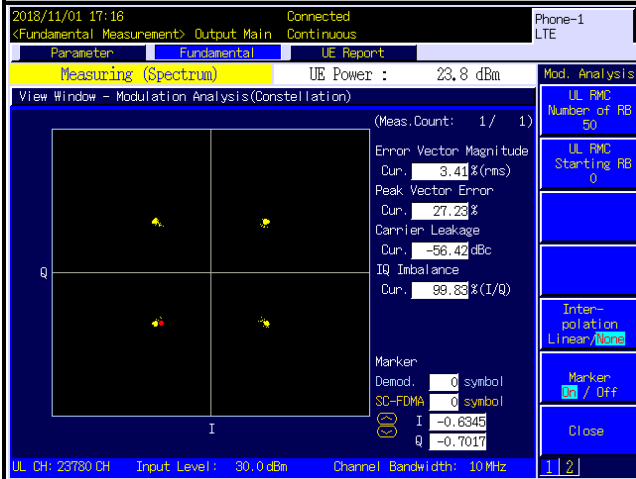 2018/11/01 17:16 Connected Phone-1
<Fundamental Measurement> Output Main Continuous LTE
Parameter Fundamental UE Report
Measuring (Spectrum) UE Power : 23.8 dBm Mod. Analysis
View Window - Modulation Analysis(Constellation)
UL RMC
Number of RB
50
(Meas.Count: 1/ 1)
Error Vector Magnitude
Cur. 3.41 %(rms)
UL RMC
Starting RB
0
Peak Vector Error
Cur. 27.23 %
Carrier Leakage
Cur. -56.42 dBc
IQ Imbalance
Cur. 99.83 %(I/Q)
Q
I
Inter-
polation
Linear/None
Marker
Demod. 0 symbol
SC-FDMA 0 symbol
I -0.6345
Q -0.7017
Marker
On / Off
Close
UL CH: 23780 CH Input Level: 30.0 dBm Channel Bandwidth: 10 MHz 1 2